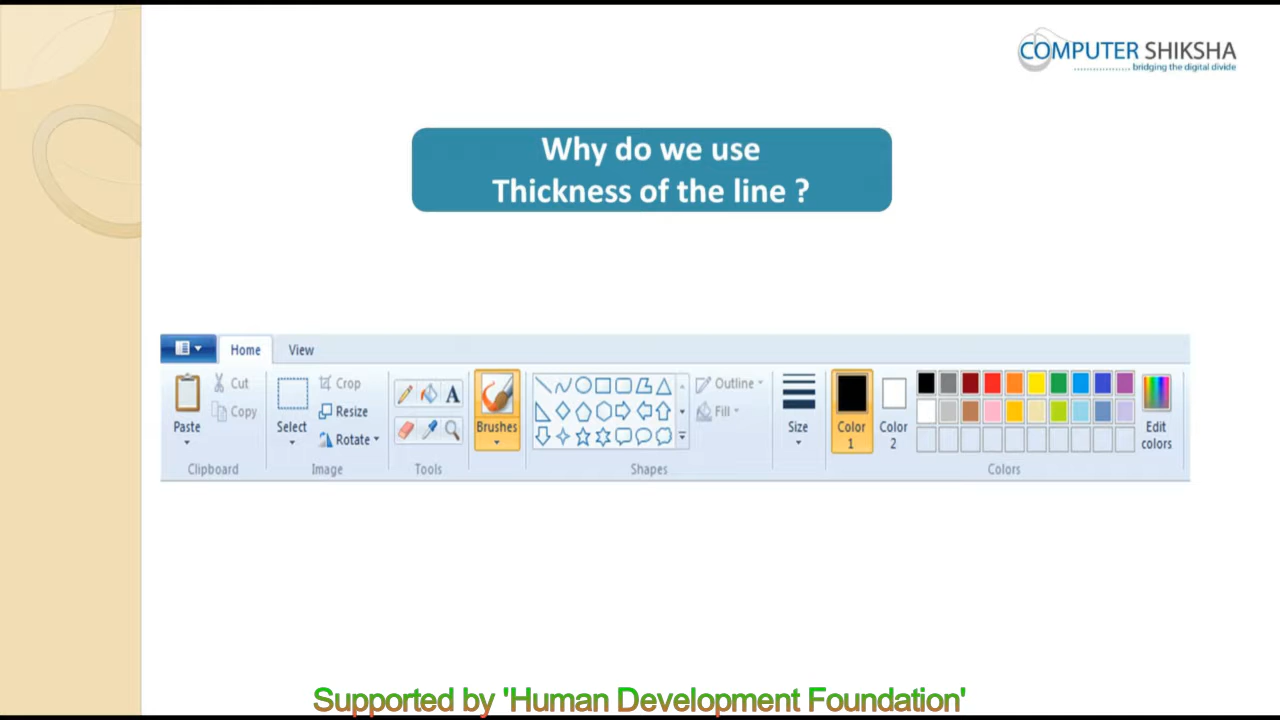 COMPUTER SHIKSHA
..................bridging the digital divide
Why do we use
Thickness of the line ?
Home View
Paste
Cut
Copy
Clipboard
Select
Crop
Resize
Rotate
Image
A
Tools
Brushes
Outline
Fill
Shapes
Size
Color
1
Color
2
Edit
colors
Colors
Supported by 'Human Development Foundation'